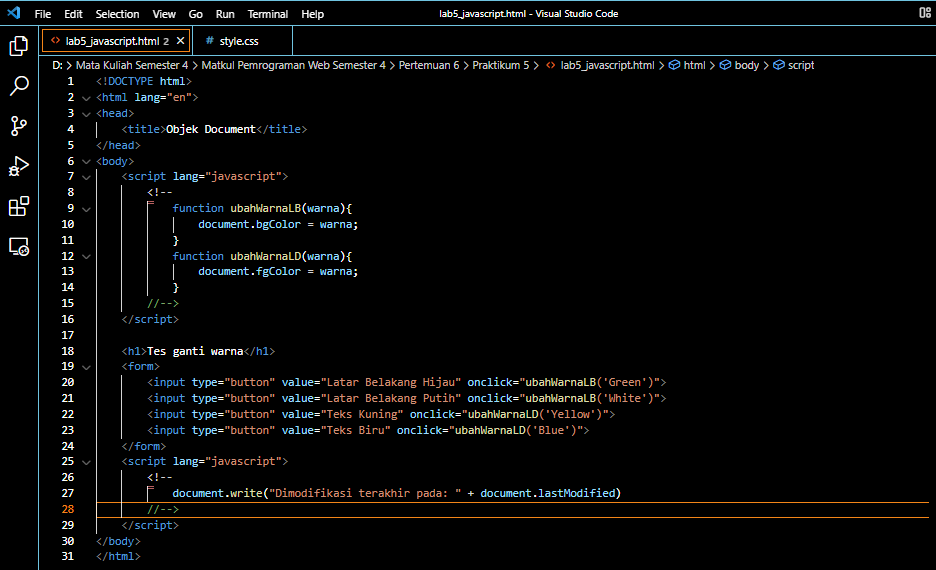 File Edit Selection View Go Run Terminal Help lab5_javascript.html - Visual Studio Code
<> lab5_javascript.html 2 × # style.css
D: > Mata Kuliah Semester 4 > Matkul Pemrograman Web Semester 4 > Pertemuan 6 > Praktikum 5 > <> lab5_javascript.html > html > body > script
1 <!DOCTYPE html>
2 <html lang="en">
3 <head>
4 <title>Objek Document</title>
5 </head>
6 <body>
7 <script lang="javascript">
8 <!--
9 function ubahWarnaLB(warna){
10 document.bgColor = warna;
11 }
12 function ubahWarnaLD(warna){
13 document.fgColor = warna;
14 }
15 //-->
16 </script>
17
18 <h1>Tes ganti warna</h1>
19 <form>
20 <input type="button" value="Latar Belakang Hijau" onclick="ubahWarnaLB('Green')">
21 <input type="button" value="Latar Belakang Putih" onclick="ubahWarnaLB('White')">
22 <input type="button" value="Teks Kuning" onclick="ubahWarnaLD('Yellow')">
23 <input type="button" value="Teks Biru" onclick="ubahWarnaLD('Blue')">
24 </form>
25 <script lang="javascript">
26 <!--
27 document.write("Dimodifikasi terakhir pada: " + document.lastModified)
28 //-->
29 </script>
30 </body>
31 </html>